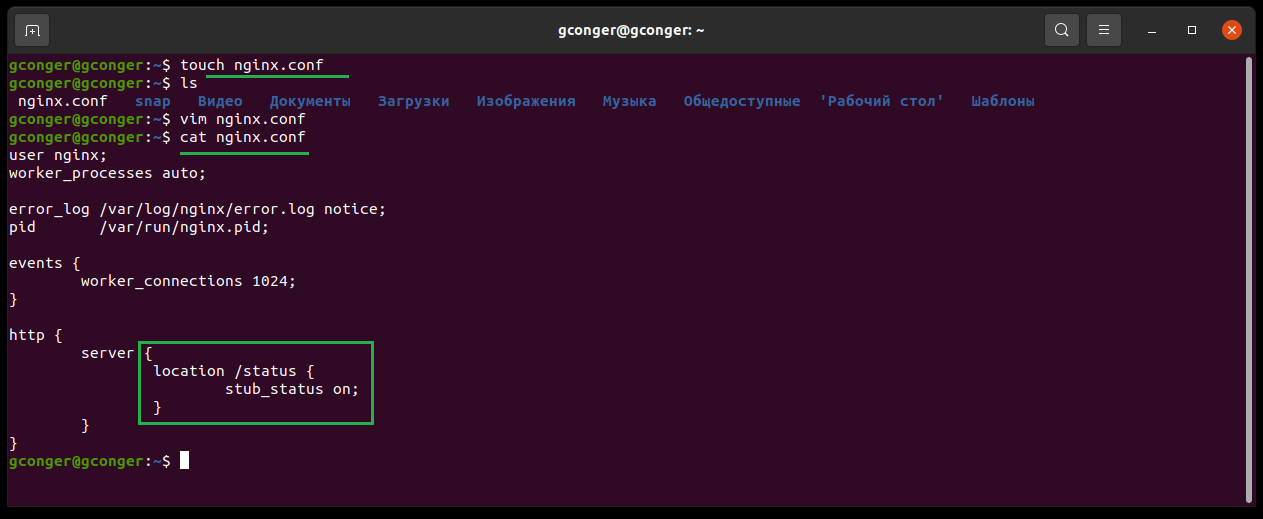 gconger@gconger: ~
gconger@gconger:~$ touch nginx.conf
gconger@gconger:~$ ls
nginx.conf   snap   Видео   Документы   Загрузки   Изображения   Музыка   Общедоступные  'Рабочий стол'   Шаблоны
gconger@gconger:~$ vim nginx.conf
gconger@gconger:~$ cat nginx.conf
user nginx;
worker_processes auto;
error_log /var/log/nginx/error.log notice;
pid       /var/run/nginx.pid;
events {
        worker_connections 1024;
}
http {
        server {
                location /status {
                        stub_status on;
                }
        }
}
gconger@gconger:~$